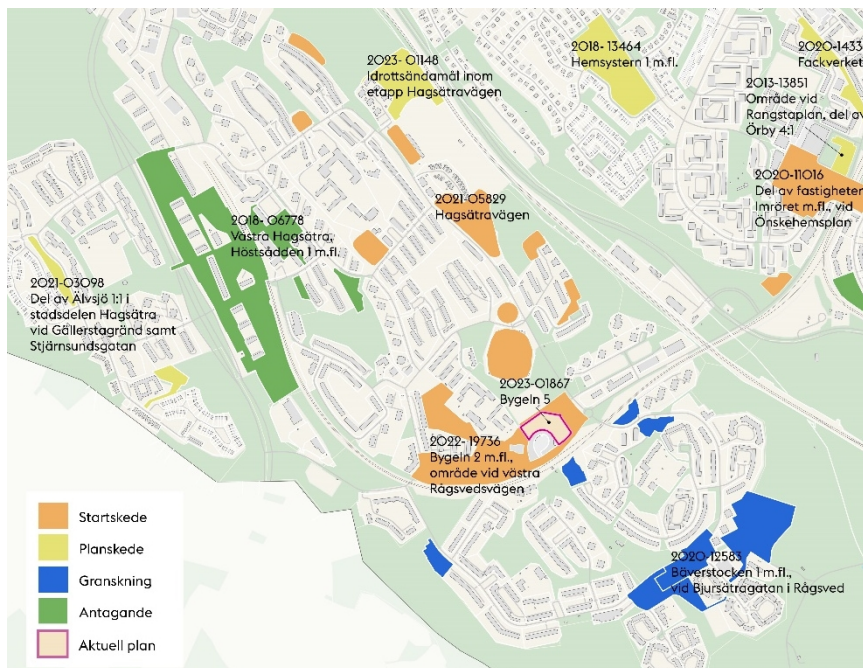 2023- 01148
Idrottsändamål inom
etapp Hagsätravägen
2018- 13464
Hemsystern 1 m.fl.
2020-1433
Fackverket
2013-13851
Område vid
Rangstaplan, del av
Örby 4:1
2020-11016
Del av fastigheten
Imröret m.fl., vid
Önskehemsplan
2021-05829
Hagsätravägen
2018- 06778
Västra Hagsätra,
Höstsådden 1 m.fl.
2021-03098
Del av Älvsjö 1:1 i
stadsdelen Hagsätra
vid Gällerstagränd samt
Stjärnsundsgatan
2023-01867
Bygeln 5
2022- 19736
Bygeln 2 m.fl.,
område vid västra
Rågsvedsvägen
2020-12583
Bäverstocken 1 m.fl.,
vid Bjursätragatan i Rågsved
Startskede
Planskede
Granskning
Antagande
Aktuell plan